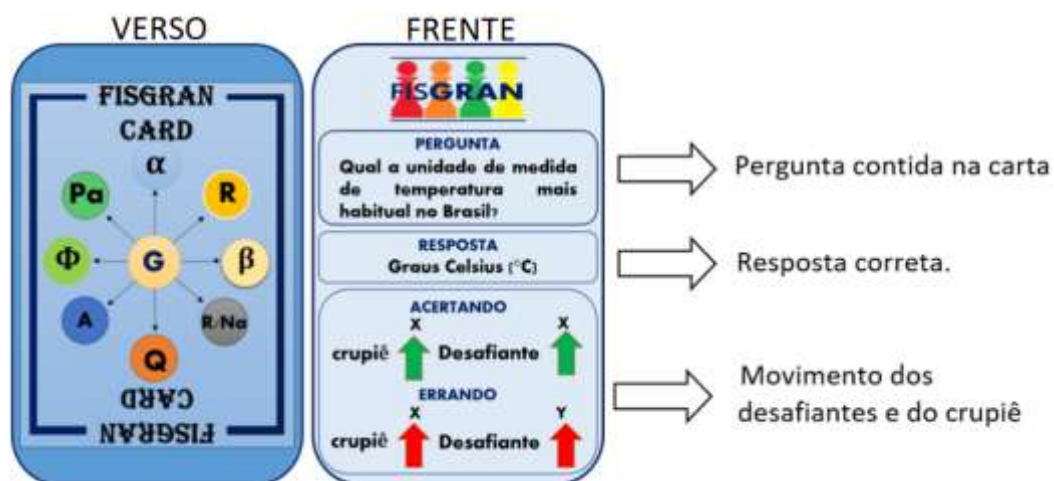 VERSO
FRENTE
FISGRAN
CARD
α
Pa
R
Φ
G
β
A
R/Na
Q
CARD
FISGRAN
FISGRAN
PERGUNTA
Qual a unidade de medida
de temperatura mais
habitual no Brasil?
RESPOSTA
Graus Celsius (°C)
ACERTANDO
X X
crupiê Desafiante
ERRANDO
X Y
crupiê Desafiante
Pergunta contida na carta
Resposta correta.
Movimento dos
desafiantes e do crupiê